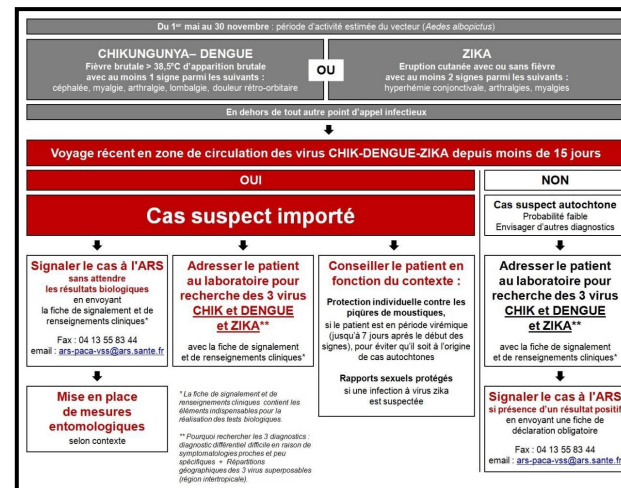 Du 1er mai au 30 novembre : période d'activité estimée du vecteur (Aedes albopictus)
CHIKUNGUNYA– DENGUE
Fièvre brutale > 38,5°C d'apparition brutale
avec au moins 1 signe parmi les suivants :
céphalée, myalgie, arthralgie, lombalgie, douleur rétro-orbitaire
OU
ZIKA
Eruption cutanée avec ou sans fièvre
avec au moins 2 signes parmi les suivants :
hyperhémie conjonctivale, arthralgies, myalgies
En dehors de tout autre point d'appel infectieux
Voyage récent en zone de circulation des virus CHIK-DENGUE-ZIKA depuis moins de 15 jours
OUI
Cas suspect importé
Signaler le cas à l'ARS
sans attendre
les résultats biologiques
en envoyant
la fiche de signalement et de
renseignements cliniques*
Fax : 04 13 55 83 44
email : ars-paca-vss@ars.sante.fr
Mise en place
de mesures
entomologiques
selon contexte
Adresser le patient
au laboratoire pour
recherche des 3 virus
CHIK et DENGUE
et ZIKA**
avec la fiche de signalement
et de renseignements cliniques*
Conseiller le patient en
fonction du contexte :
Protection individuelle contre les
piqûres de moustiques,
si le patient est en période virémique
(jusqu'à 7 jours après le début des
signes), pour éviter qu'il soit à l'origine
de cas autochtones
Rapports sexuels protégés
si une infection à virus zika
est suspectée
* La fiche de signalement et de
renseignements cliniques contient les
éléments indispensables pour la
réalisation des tests biologiques.
** Pourquoi rechercher les 3 diagnostics :
diagnostic différentiel difficile en raison de
symptomatologies proches et peu
spécifiques + Répartitions
géographiques des 3 virus superposables
(région intertropicale).
NON
Cas suspect autochtone
Probabilité faible
Envisager d'autres diagnostics
Adresser le patient
au laboratoire pour
recherche des 3 virus
CHIK et DENGUE
et ZIKA**
avec la fiche de signalement
et de renseignements cliniques*
Signaler le cas à l'ARS
si présence d'un résultat positif
en envoyant une fiche de
déclaration obligatoire
Fax : 04 13 55 83 44
email : ars-paca-vss@ars.sante.fr